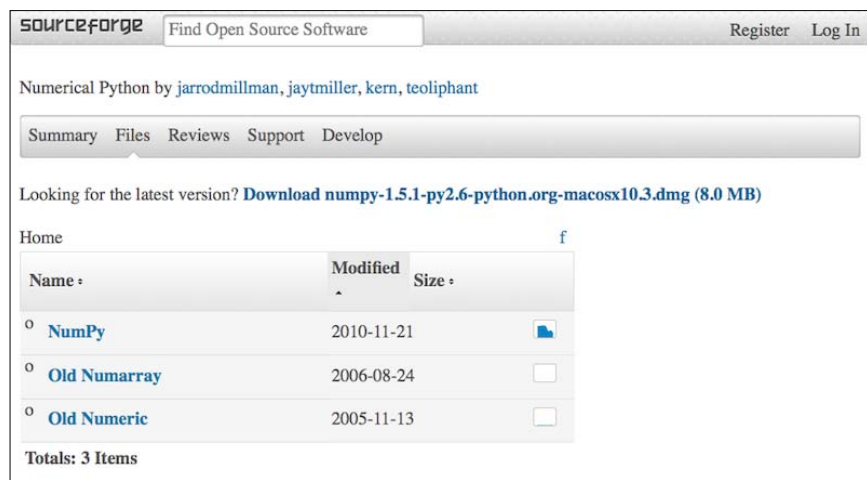 sourceforge Find Open Source Software Register Log In
Numerical Python by jarrodmillman, jaytmiller, kern, teoliphant
Summary Files Reviews Support Develop
Looking for the latest version? Download numpy-1.5.1-py2.6-python.org-macosx10.3.dmg (8.0 MB)
Home f
Name Modified Size
o NumPy 2010-11-21
o Old Numarray 2006-08-24
o Old Numeric 2005-11-13
Totals: 3 Items